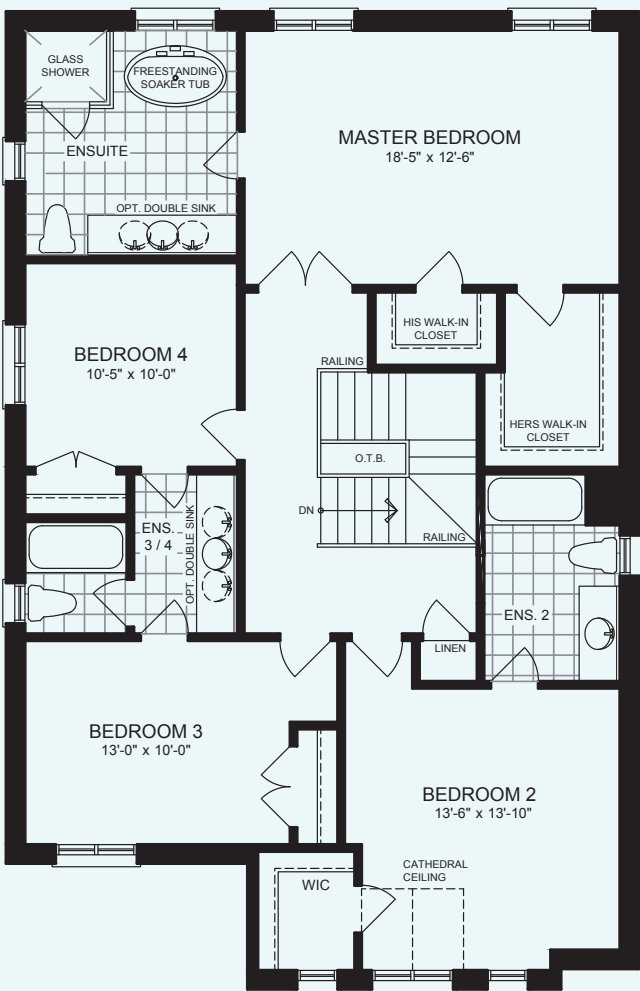 GLASS
SHOWER
FREESTANDING
SOAKER TUB
ENSUITE
OPT. DOUBLE SINK
MASTER BEDROOM
18'-5" x 12'-6"
HIS WALK-IN
CLOSET
HERS WALK-IN
CLOSET
BEDROOM 4
10'-5" x 10'-0"
RAILING
O.T.B.
DN
RAILING
ENS.
3 / 4
OPT. DOUBLE SINK
ENS. 2
LINEN
BEDROOM 3
13'-0" x 10'-0"
BEDROOM 2
13'-6" x 13'-10"
CATHEDRAL
CEILING
WIC